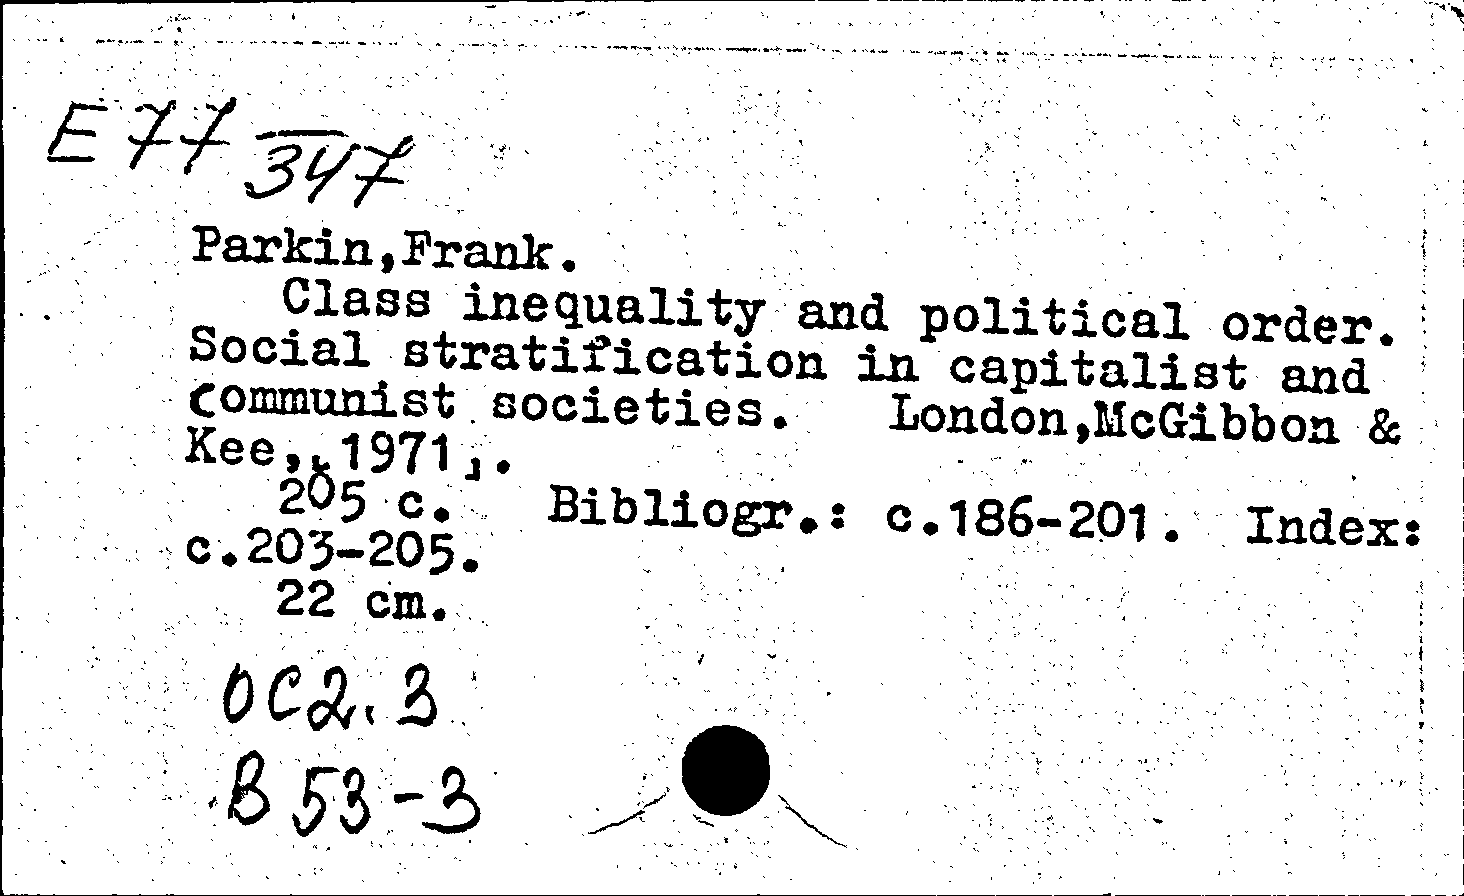 E77
347
Parkin,Frank.
Class inequality and political order.
Social stratification in capitalist and
communist societies. London,McGibbon &
Kee,[1971].
205 c. Bibliogr.: c.186-201. Index:
c.203-205.
22 cm.
OC2.3
B53-3